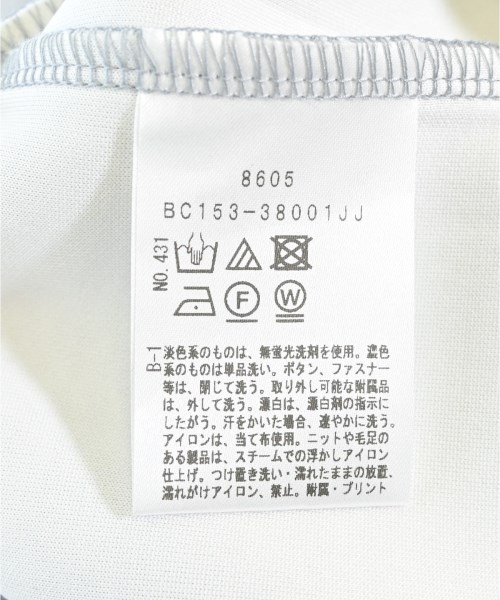 8605
BC153-38001JJ
NO. 431
F
W
B-1
淡色系のものは、無蛍光洗剤を使用。濃色
系のものは単品洗い。ボタン、ファスナー
等は、閉じて洗う。取り外し可能な附属品
は、外して洗う。漂白は、漂白剤の指示に
したがう。汗をかいた場合、速やかに洗う。
アイロンは、当て布使用。ニットや毛足の
ある製品は、スチームでの浮かしアイロン
仕上げ。つけ置き洗い・濡れたままの放置、
濡れがけアイロン、禁止。附属・プリント